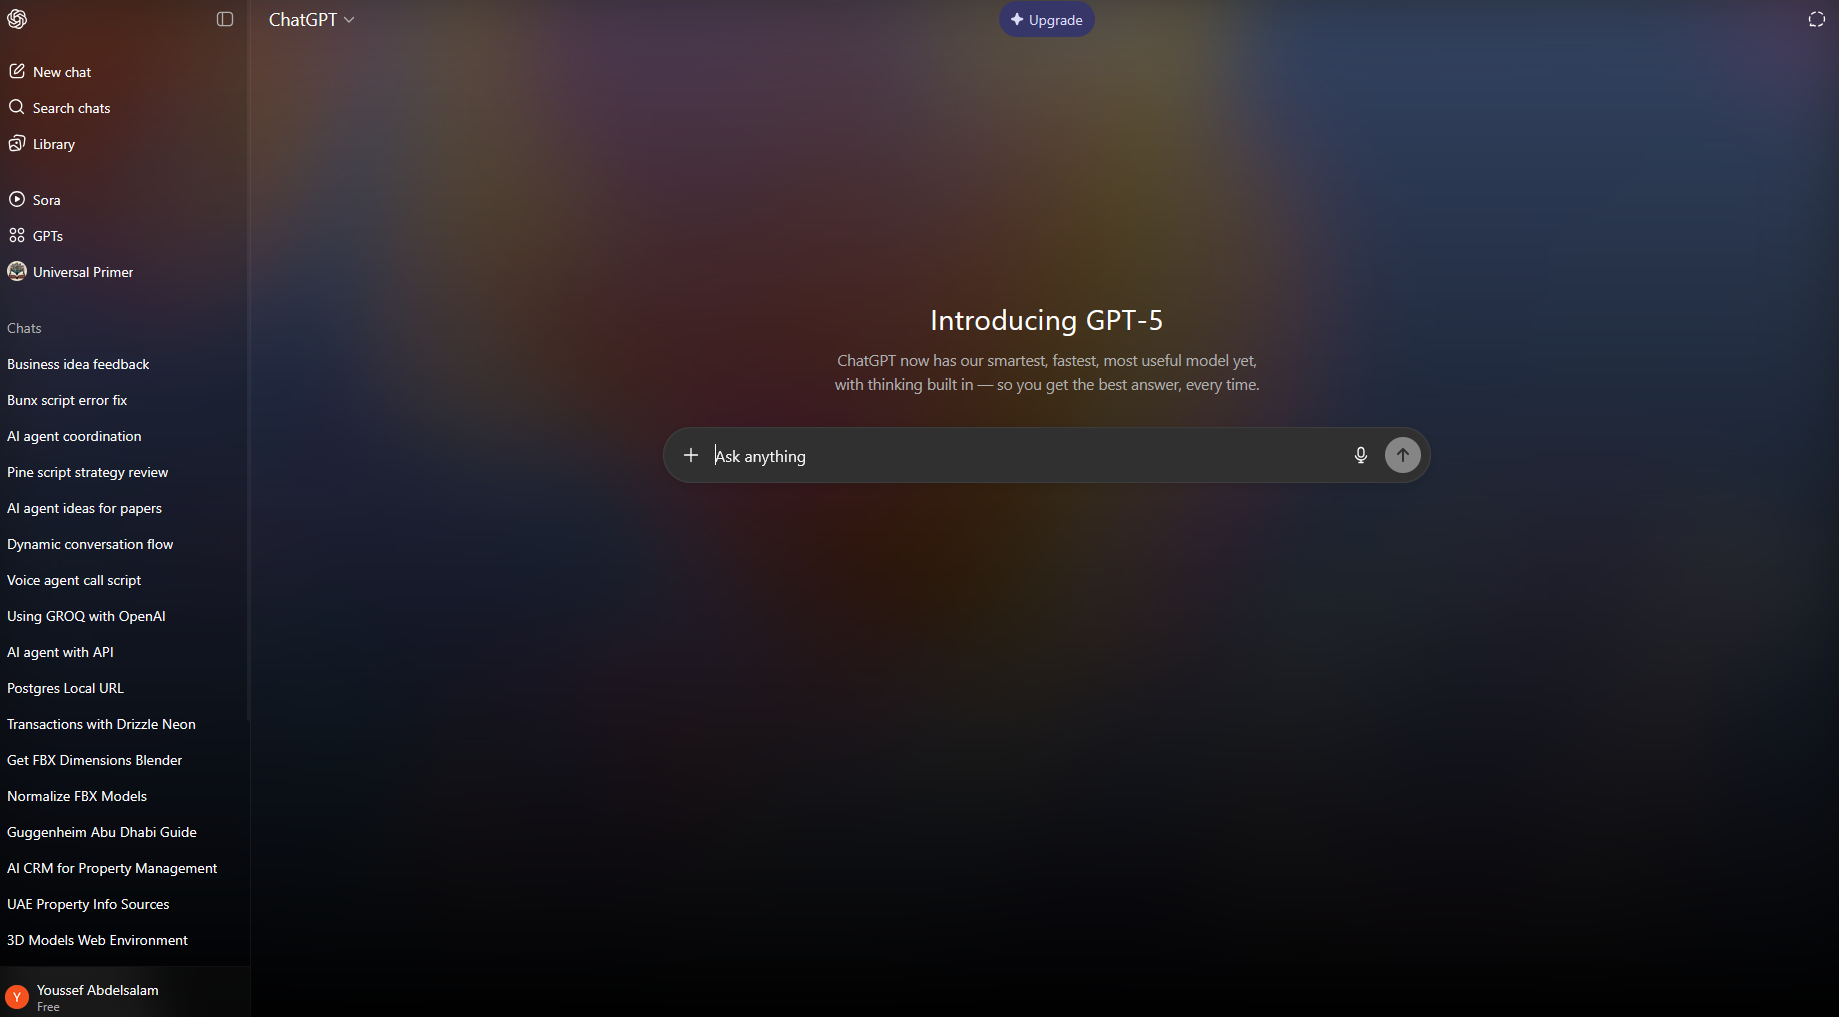 ChatGPT
Upgrade
New chat
Search chats
Library
Sora
GPTs
Universal Primer
Chats
Business idea feedback
Bunx script error fix
AI agent coordination
Pine script strategy review
AI agent ideas for papers
Dynamic conversation flow
Voice agent call script
Using GROQ with OpenAI
AI agent with API
Postgres Local URL
Transactions with Drizzle Neon
Get FBX Dimensions Blender
Normalize FBX Models
Guggenheim Abu Dhabi Guide
AI CRM for Property Management
UAE Property Info Sources
3D Models Web Environment
Y
Youssef Abdelsalam
Free
Introducing GPT-5
ChatGPT now has our smartest, fastest, most useful model yet,
with thinking built in — so you get the best answer, every time.
Ask anything